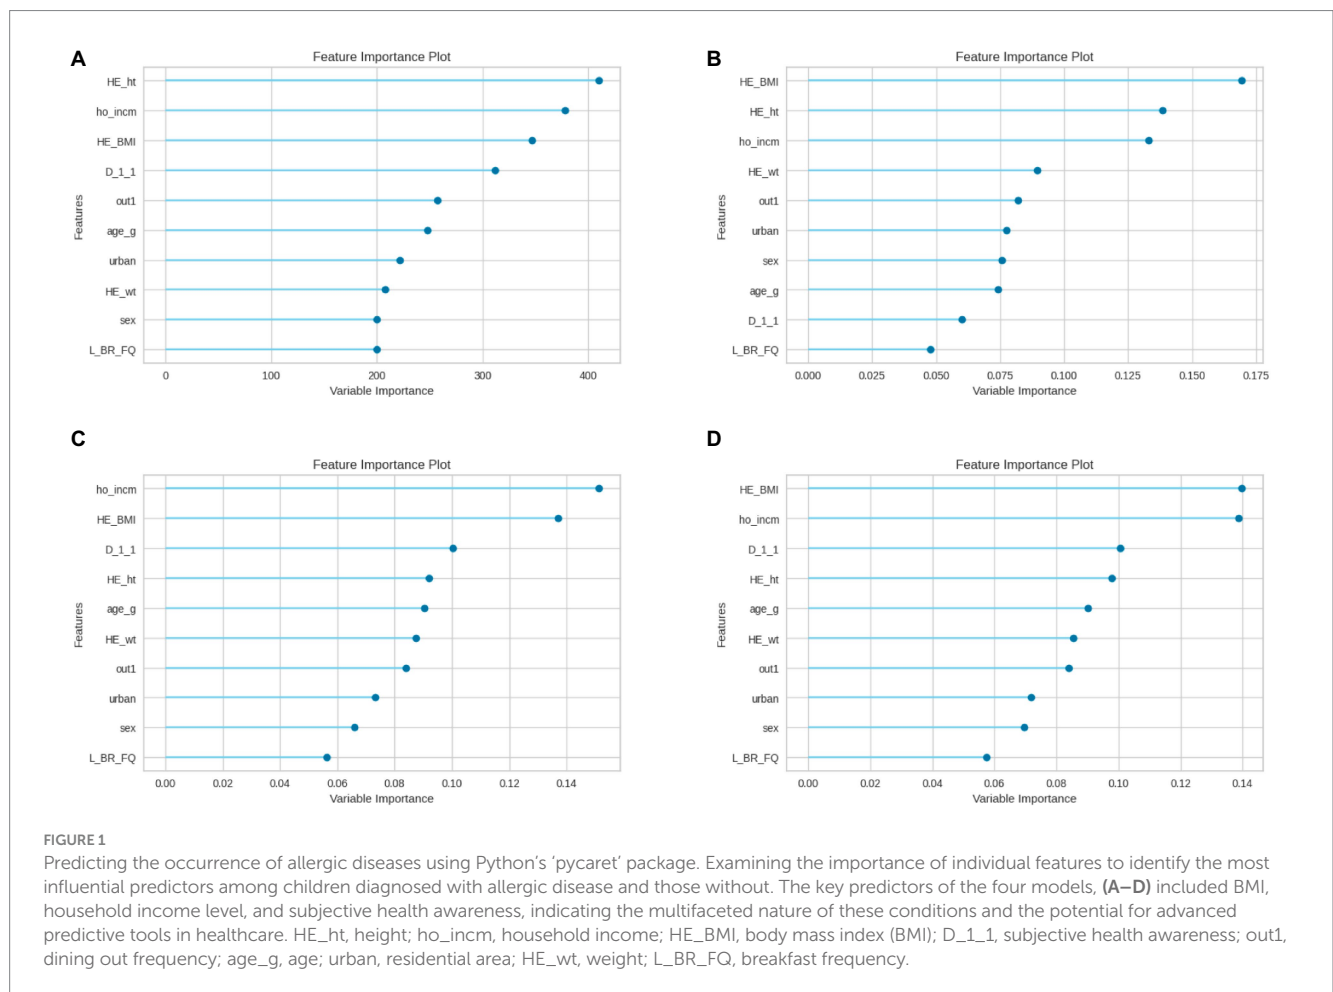 A
Feature Importance Plot
Features
HE_ht
ho_incm
HE_BMI
D_1_1
out1
age_g
urban
HE_wt
sex
L_BR_FQ
0 100 200 300 400
Variable Importance
B
Feature Importance Plot
Features
HE_BMI
HE_ht
ho_incm
HE_wt
out1
urban
sex
age_g
D_1_1
L_BR_FQ
0.000 0.025 0.050 0.075 0.100 0.125 0.150 0.175
Variable Importance
C
Feature Importance Plot
Features
ho_incm
HE_BMI
D_1_1
HE_ht
age_g
HE_wt
out1
urban
sex
L_BR_FQ
0.00 0.02 0.04 0.06 0.08 0.10 0.12 0.14
Variable Importance
D
Feature Importance Plot
Features
HE_BMI
ho_incm
D_1_1
HE_ht
age_g
HE_wt
out1
urban
sex
L_BR_FQ
0.00 0.02 0.04 0.06 0.08 0.10 0.12 0.14
Variable Importance
FIGURE 1
Predicting the occurrence of allergic diseases using Python's 'pycaret' package. Examining the importance of individual features to identify the most
influential predictors among children diagnosed with allergic disease and those without. The key predictors of the four models, (A–D) included BMI,
household income level, and subjective health awareness, indicating the multifaceted nature of these conditions and the potential for advanced
predictive tools in healthcare. HE_ht, height; ho_incm, household income; HE_BMI, body mass index (BMI); D_1_1, subjective health awareness; out1,
dining out frequency; age_g, age; urban, residential area; HE_wt, weight; L_BR_FQ, breakfast frequency.